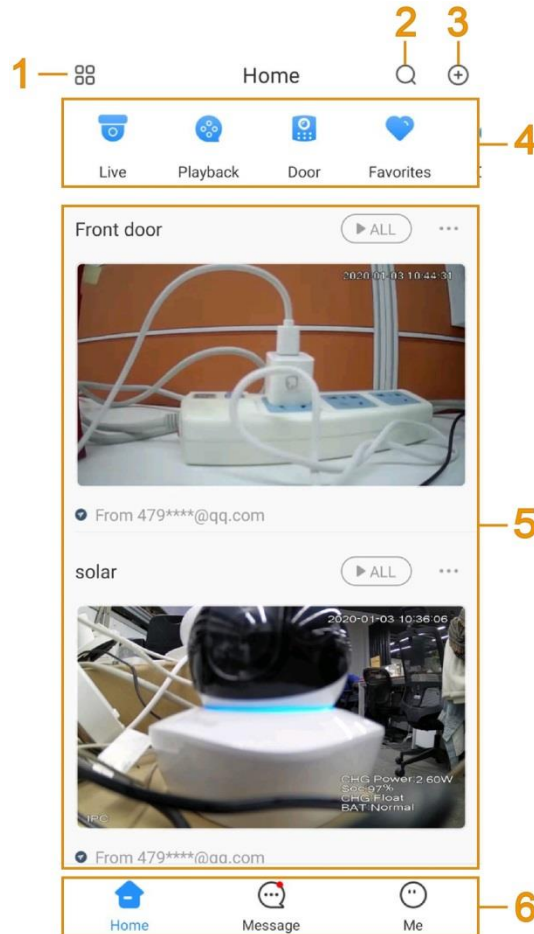 2 3
1 Home
4
Live Playback Door Favorites
Front door ALL
2020-01-03 10:44:31
From 479****@qq.com
5
solar ALL
2020-01-03 10:36:06
CHG Power:2.60W
Soc:97%
CHG Float
BAT Normal
IPC
From 479****@qq.com
6
Home Message Me